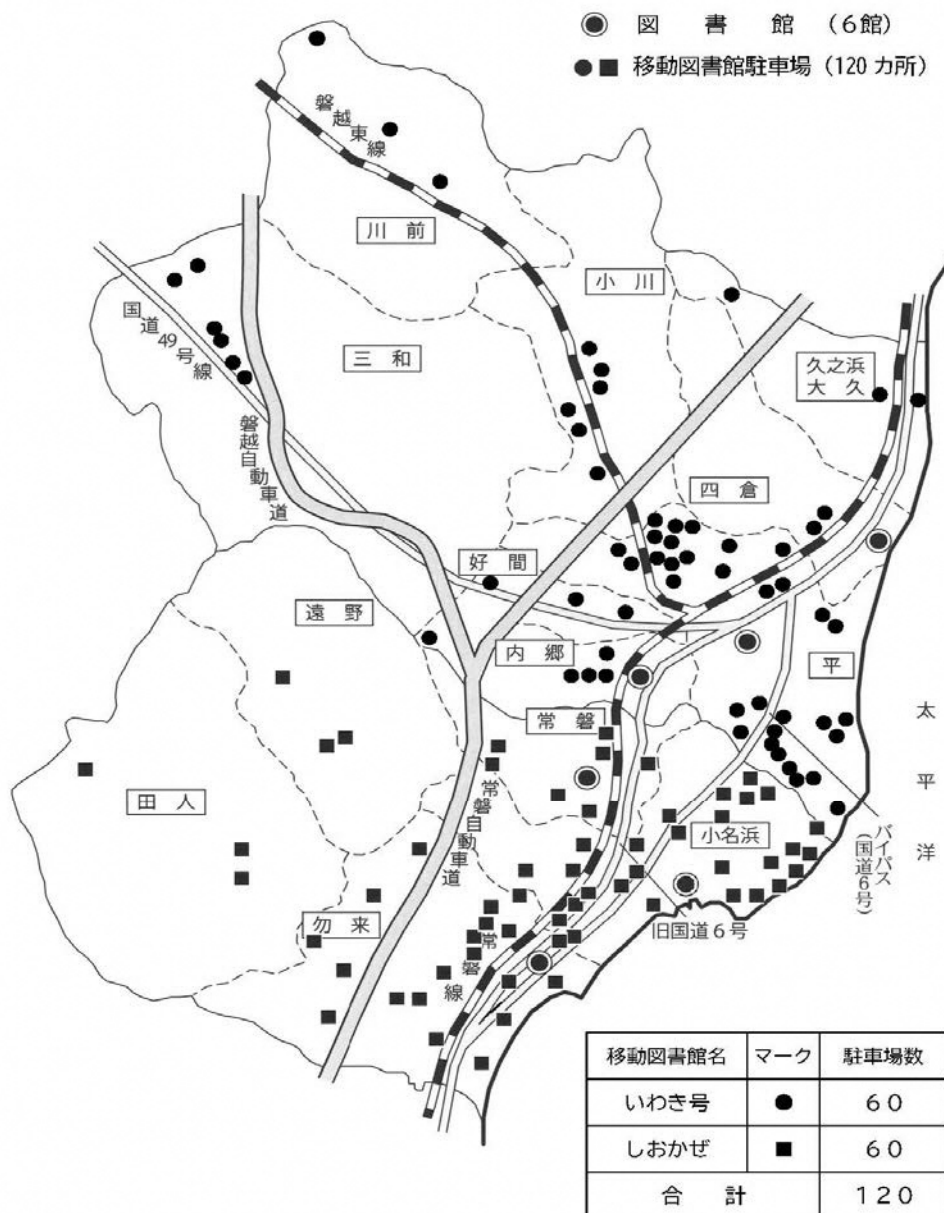 図書館 (6館)
移動図書館駐車場 (120カ所)
磐越東線
川前
小川
国道49号線
三和
久之浜
大久
磐越自動車道
四倉
好間
遠野
内郷
平
常磐
太平洋
田人
常磐自動車道
小名浜
バイパス
(国道6号)
勿来
常磐線
旧国道6号
移動図書館名 マーク 駐車場数
いわき号 ● 60
しおかぜ ■ 60
合計 120